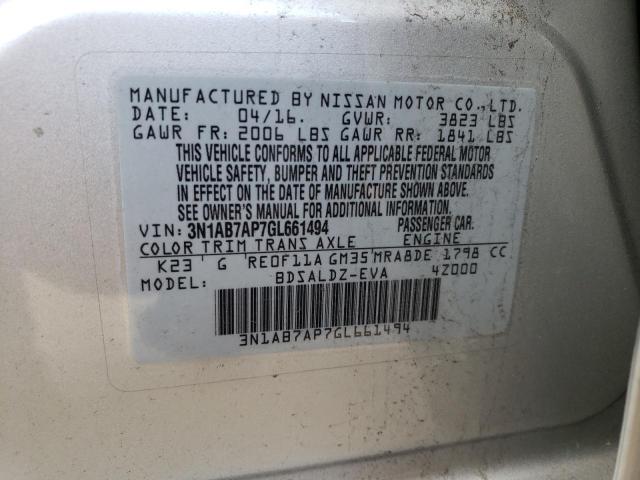 MANUFACTURED BY NISSAN MOTOR CO.,LTD.
DATE: 04/16. GVWR: 3823 LBS
GAWR FR: 2006 LBS GAWR RR: 1841 LBS
THIS VEHICLE CONFORMS TO ALL APPLICABLE FEDERAL MOTOR
VEHICLE SAFETY, BUMPER AND THEFT PREVENTION STANDARDS
IN EFFECT ON THE DATE OF MANUFACTURE SHOWN ABOVE.
SEE OWNER'S MANUAL FOR ADDITIONAL INFORMATION.
VIN: 3N1AB7AP7GL661494 PASSENGER CAR.
COLOR TRIM TRANS AXLE ENGINE
K23 G RE0F11A GM35 MRA8DE 1798 CC
MODEL: BDSALDZ-EVA 4Z000
3N1AB7AP7GL661494